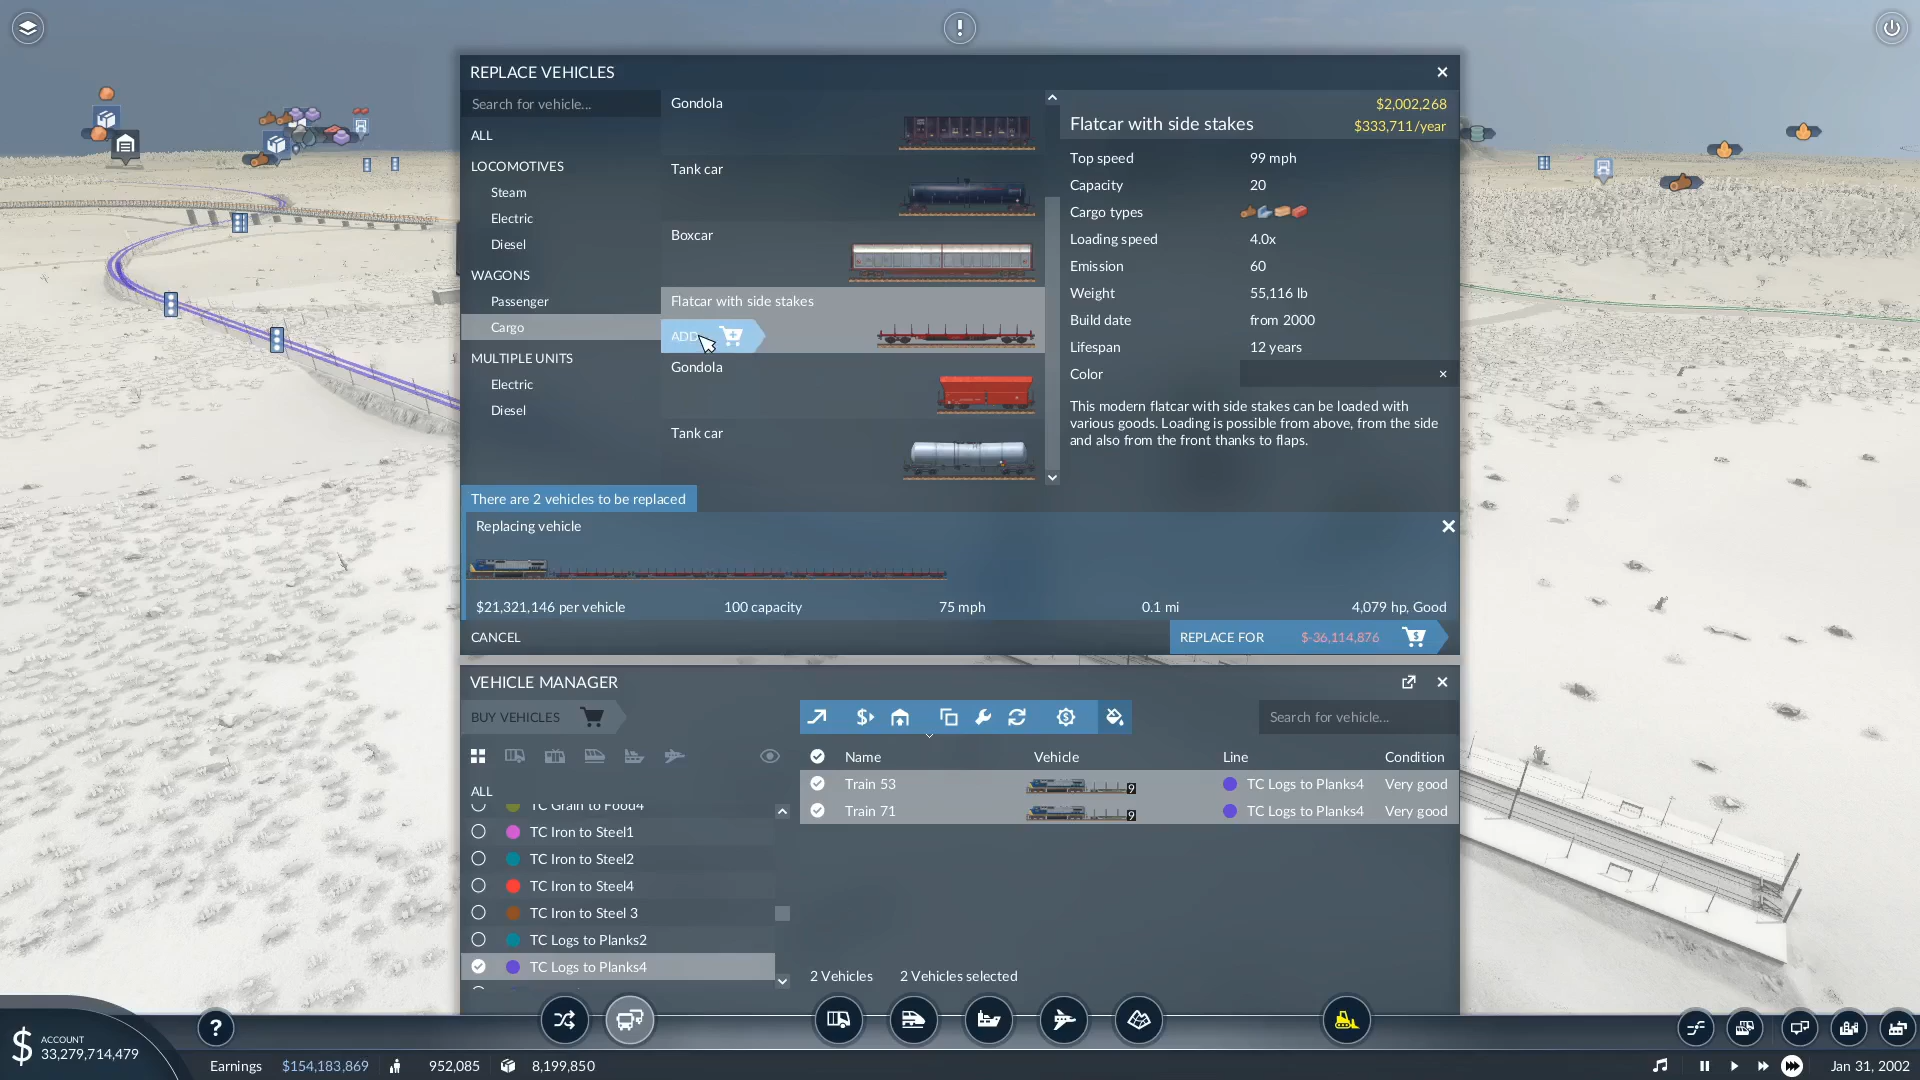 REPLACE VEHICLES
Search for vehicle...
ALL
LOCOMOTIVES
Steam
Electric
Diesel
WAGONS
Passenger
Cargo
MULTIPLE UNITS
Electric
Diesel
Gondola
Tank car
Boxcar
Flatcar with side stakes
ADD
Gondola
Tank car
$2,002,268
Flatcar with side stakes
$333,711/year
Top speed 99 mph
Capacity 20
Cargo types
Loading speed 4.0x
Emission 60
Weight 55,116 lb
Build date from 2000
Lifespan 12 years
Color
This modern flatcar with side stakes can be loaded with
various goods. Loading is possible from above, from the side
and also from the front thanks to flaps.
There are 2 vehicles to be replaced
Replacing vehicle
$21,321,146 per vehicle 100 capacity 75 mph 0.1 mi 4,079 hp, Good
CANCEL
REPLACE FOR $-36,114,876
VEHICLE MANAGER
BUY VEHICLES
Search for vehicle...
ALL
TC Grain to Food4
TC Iron to Steel1
TC Iron to Steel2
TC Iron to Steel4
TC Iron to Steel 3
TC Logs to Planks2
TC Logs to Planks4
Name Vehicle Line Condition
Train 53 9 TC Logs to Planks4 Very good
Train 71 9 TC Logs to Planks4 Very good
2 Vehicles 2 Vehicles selected
$ ACCOUNT
33,279,714,479
?
Earnings $154,183,869 952,085 8,199,850
Jan 31, 2002